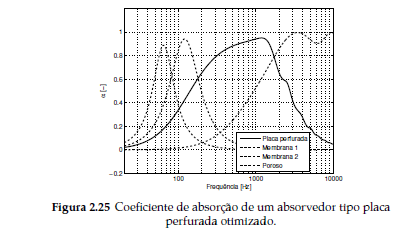 1
0.8
0.6
0.4
0.2
0
-0.2
α [–]
100
1000
10000
Frequência [Hz]
Placa perfurada
Membrana 1
Membrana 2
Poroso
Figura 2.25 Coeficiente de absorção de um absorvedor tipo placa
perfurada otimizado.